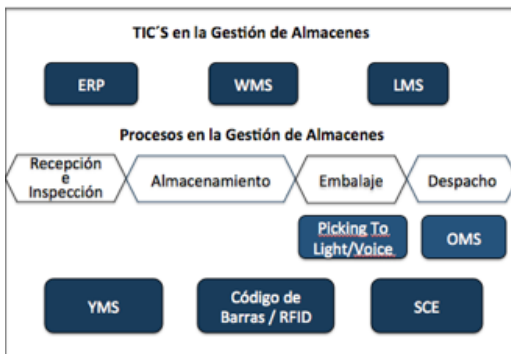 TIC´S en la Gestión de Almacenes
ERP
WMS
LMS
Procesos en la Gestión de Almacenes
Recepción
e
Inspección
Almacenamiento
Embalaje
Despacho
Picking To
Light/Voice
OMS
YMS
Código de
Barras / RFID
SCE